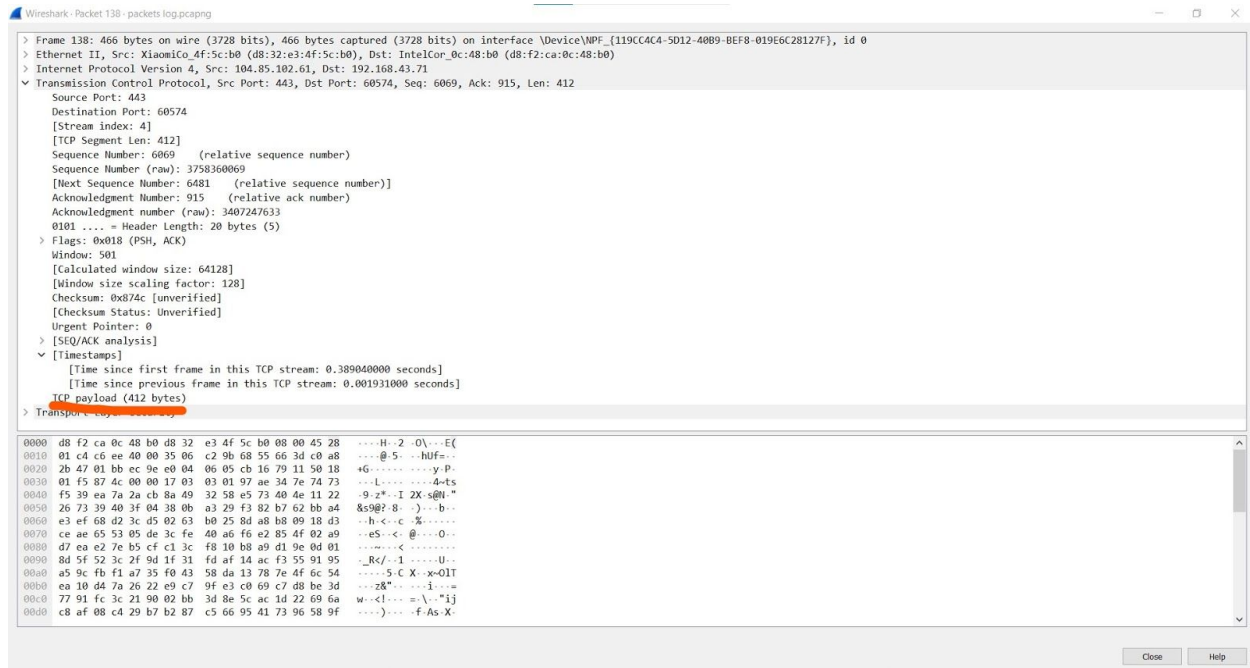 Wireshark · Packet 138 · packets log.pcapng
> Frame 138: 466 bytes on wire (3728 bits), 466 bytes captured (3728 bits) on interface \Device\NPF_{119CC4C4-5D12-40B9-BEF8-019E6C28127F}, id 0
> Ethernet II, Src: XiaomiCo_4f:5c:b0 (d8:32:e3:4f:5c:b0), Dst: IntelCor_0c:48:b0 (d8:f2:ca:0c:48:b0)
> Internet Protocol Version 4, Src: 104.85.102.61, Dst: 192.168.43.71
Transmission Control Protocol, Src Port: 443, Dst Port: 60574, Seq: 6069, Ack: 915, Len: 412
Source Port: 443
Destination Port: 60574
[Stream index: 4]
[TCP Segment Len: 412]
Sequence Number: 6069    (relative sequence number)
Sequence Number (raw): 3758360069
[Next Sequence Number: 6481    (relative sequence number)]
Acknowledgment Number: 915    (relative ack number)
Acknowledgment number (raw): 3407247633
0101 .... = Header Length: 20 bytes (5)
> Flags: 0x018 (PSH, ACK)
Window: 501
[Calculated window size: 64128]
[Window size scaling factor: 128]
Checksum: 0x874c [unverified]
[Checksum Status: Unverified]
Urgent Pointer: 0
> [SEQ/ACK analysis]
[Timestamps]
[Time since first frame in this TCP stream: 0.389040000 seconds]
[Time since previous frame in this TCP stream: 0.001931000 seconds]
TCP payload (412 bytes)
> Transport
0000 d8 f2 ca 0c 48 b0 d8 32 e3 4f 5c b0 08 00 45 28 ····H··2 ·O\···E(
0010 01 c4 c6 ee 40 00 35 06 c2 9b 68 55 66 3d c0 a8 ····@·5· ··hUf=··
0020 2b 47 01 bb ec 9e e0 04 06 05 cb 16 79 11 50 18 +G······ ····y·P·
0030 01 f5 87 4c 00 00 17 03 03 01 97 ae 34 7e 74 73 ···L···· ····4~ts
0040 f5 39 ea 7a 2a cb 8a 49 32 58 e5 73 40 4e 11 22 ·9·z*··I 2X·s@N·"
0050 26 73 39 40 3f 04 38 0b a3 29 f3 82 b7 62 bb a4 &s9@?·8· ·)···b··
0060 e3 ef 68 d2 3c d5 02 63 b0 25 8d a8 b8 09 18 d3 ··h·<··c ·%······
0070 ce ae 65 53 05 de 3c fe 40 a6 f6 e2 85 4f 02 a9 ··eS··<· @····O··
0080 d7 ea e2 7e b5 cf c1 3c f8 10 b8 a9 d1 9e 0d 01 ···~···< ········
0090 8d 5f 52 3c 2f 9d 1f 31 fd af 14 ac f3 55 91 95 ·_R</··1 ·····U··
00a0 a5 9c fb f1 a7 35 f0 43 58 da 13 78 7e 4f 6c 54 ·····5·C X··x~OlT
00b0 ea 10 d4 7a 26 22 e9 c7 9f e3 c0 69 c7 d8 be 3d ···z&"·· ···i···=
00c0 77 91 fc 3c 21 90 02 bb 3d 8e 5c ac 1d 22 69 6a w··<!··· =·\··"ij
00d0 c8 af 08 c4 29 b7 b2 87 c5 66 95 41 73 96 58 9f ····)··· ·f·As·X·
Close
Help